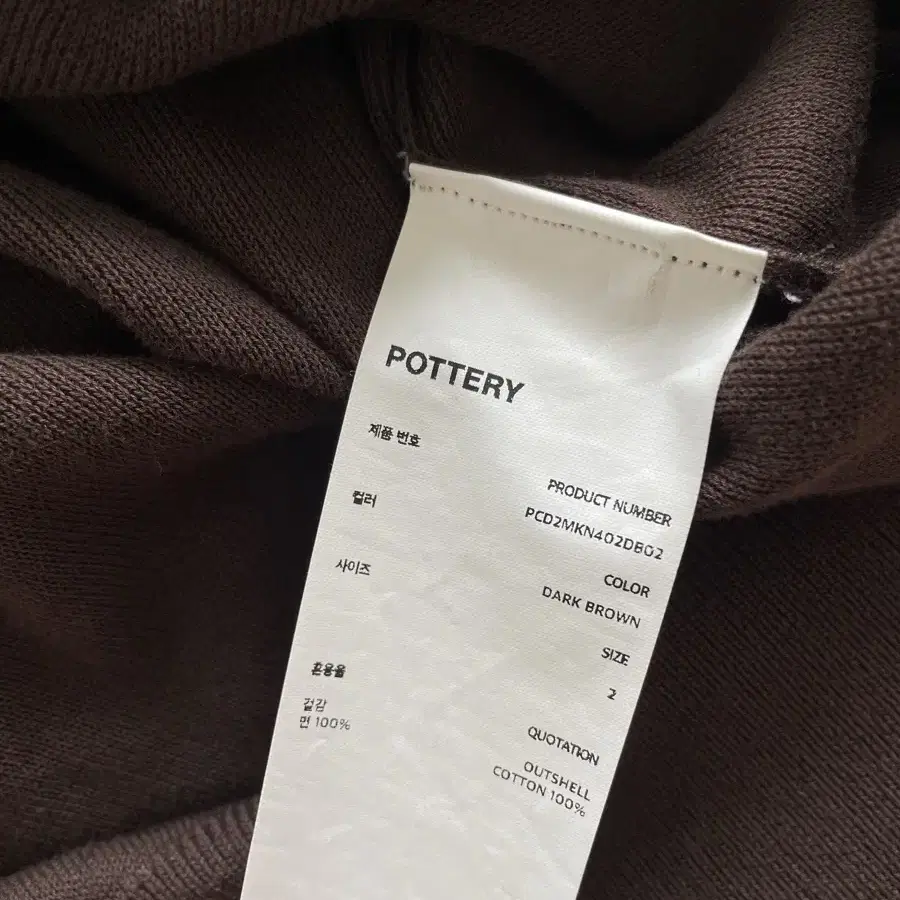 POTTERY
제품 번호
PRODUCT NUMBER
PCD2MKN402DB02
컬러
COLOR
DARK BROWN
사이즈
SIZE
2
혼용율
QUOTATION
겉감
OUTSHELL
면 100%
COTTON 100%